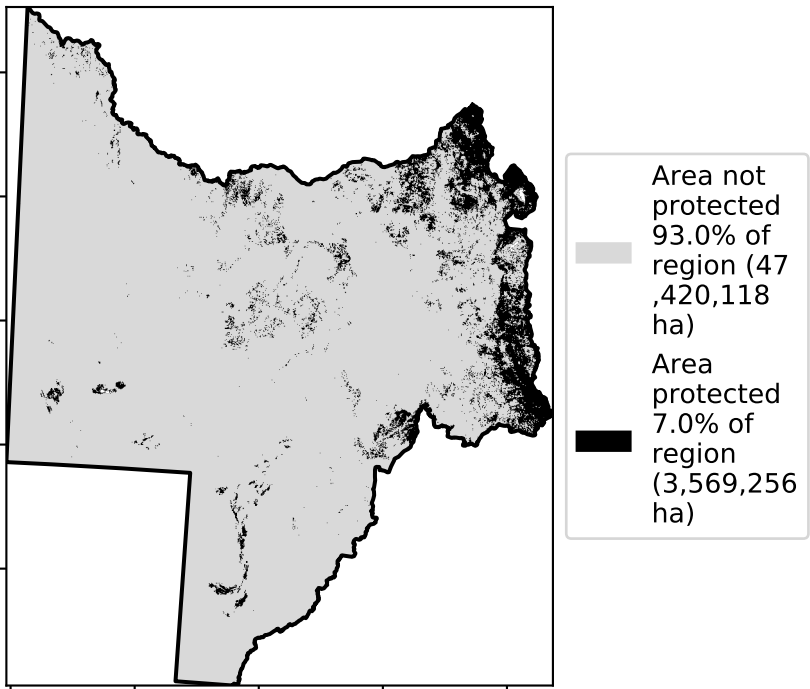 Area not
protected
93.0% of
region (47
,420,118
ha)
Area
protected
7.0% of
region
(3,569,256
ha)